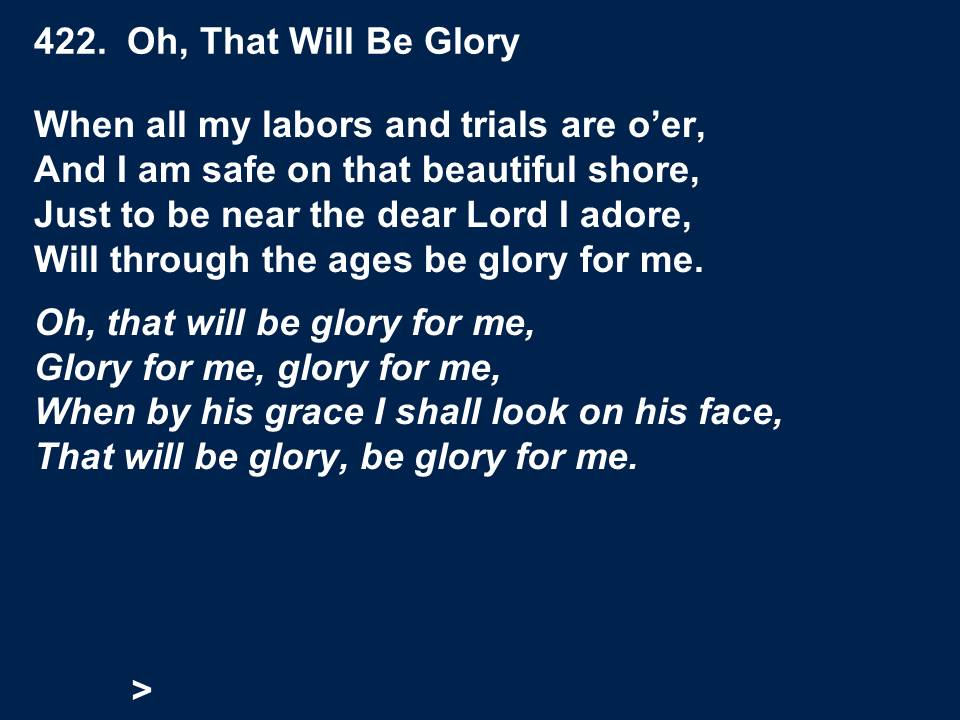 422.  Oh, That Will Be Glory
When all my labors and trials are o’er,
And I am safe on that beautiful shore,
Just to be near the dear Lord I adore,
Will through the ages be glory for me.
Oh, that will be glory for me,
Glory for me, glory for me,
When by his grace I shall look on his face,
That will be glory, be glory for me.
>